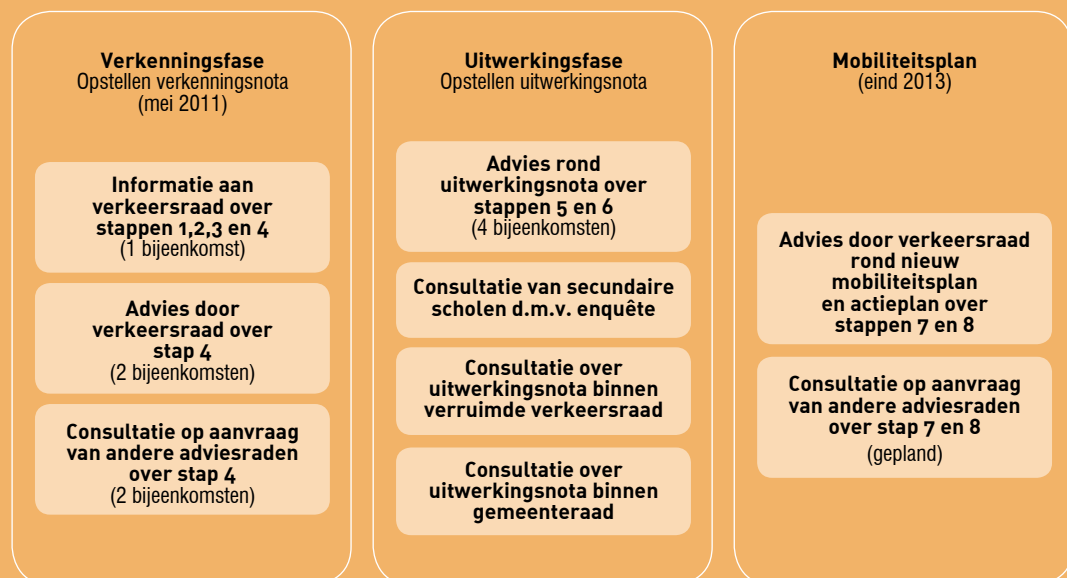 Verkenningsfase
Opstellen verkenningsnota
(mei 2011)
Informatie aan
verkeersraad over
stappen 1,2,3 en 4
(1 bijeenkomst)
Advies door
verkeersraad over
stap 4
(2 bijeenkomsten)
Consultatie op aanvraag
van andere adviesraden
over stap 4
(2 bijeenkomsten)
Uitwerkingsfase
Opstellen uitwerkingsnota
Advies rond
uitwerkingsnota over
stappen 5 en 6
(4 bijeenkomsten)
Consultatie van secundaire
scholen d.m.v. enquête
Consultatie over
uitwerkingsnota binnen
verruimde verkeersraad
Consultatie over
uitwerkingsnota binnen
gemeenteraad
Mobiliteitsplan
(eind 2013)
Advies door verkeersraad
rond nieuw
mobiliteitsplan
en actieplan over
stappen 7 en 8
Consultatie op aanvraag
van andere adviesraden
over stap 7 en 8
(gepland)